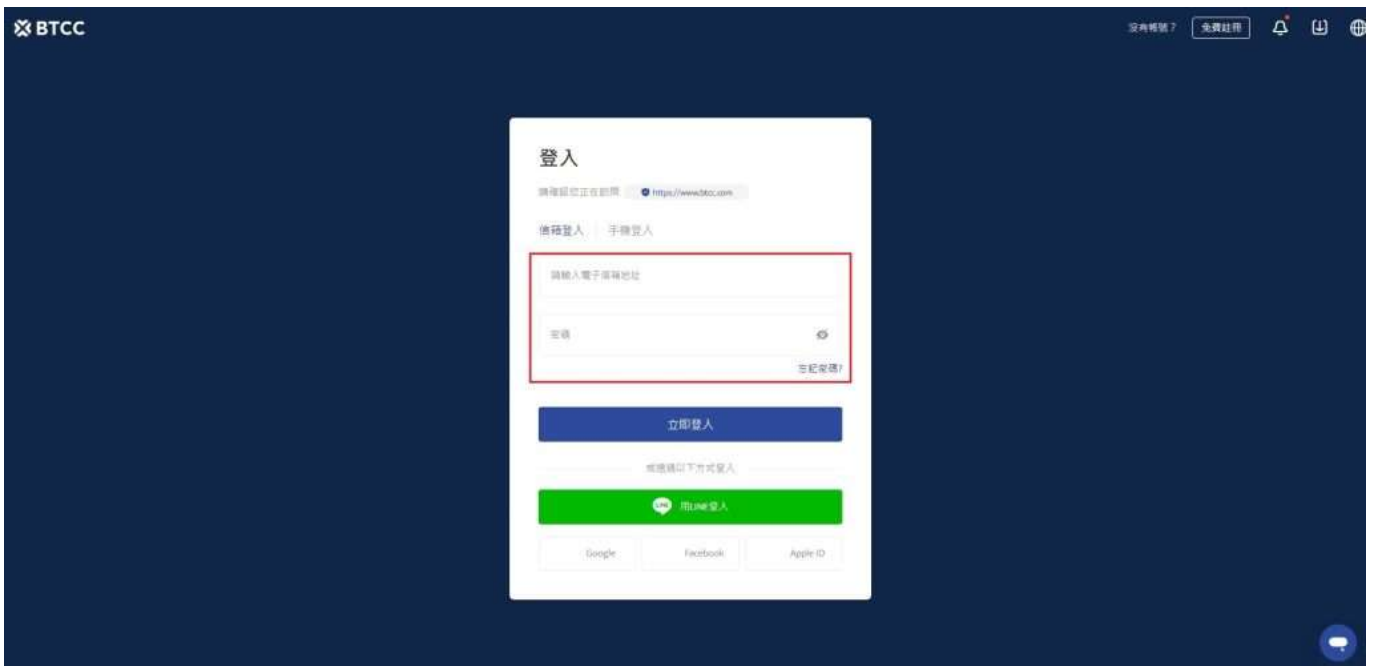 BTCC
沒有帳號？ 免費註冊
登入
請確認您正在訪問 https://www.btcc.com
信箱登入 手機登入
請輸入電子信箱地址
密碼
忘記密碼?
立即登入
或透過以下方式登入
LINE 用LINE登入
Google Facebook Apple ID